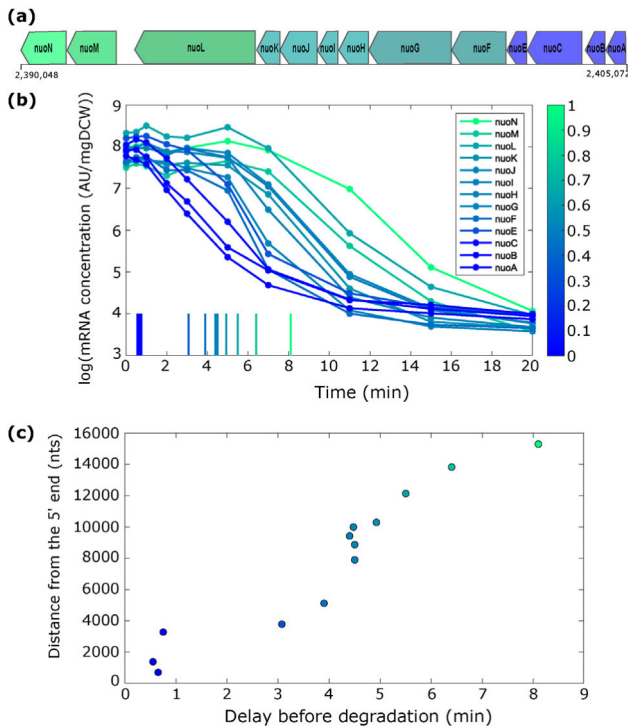 (a)
nuoN nuoM nuoL nuoK nuoJ nuoI nuoH nuoG nuoF nuoE nuoC nuoB nuoA
2,390,048 2,405,072
(b)
log(mRNA concentration (AU/mgDCW))
9
8
7
6
5
4
3
0 2 4 6 8 10 12 14 16 18 20
Time (min)
nuoN
nuoM
nuoL
nuoK
nuoJ
nuoI
nuoH
nuoG
nuoF
nuoE
nuoC
nuoB
nuoA
1
0.9
0.8
0.7
0.6
0.5
0.4
0.3
0.2
0.1
0
(c)
Distance from the 5' end (nts)
16000
14000
12000
10000
8000
6000
4000
2000
0
0 1 2 3 4 5 6 7 8 9
Delay before degradation (min)